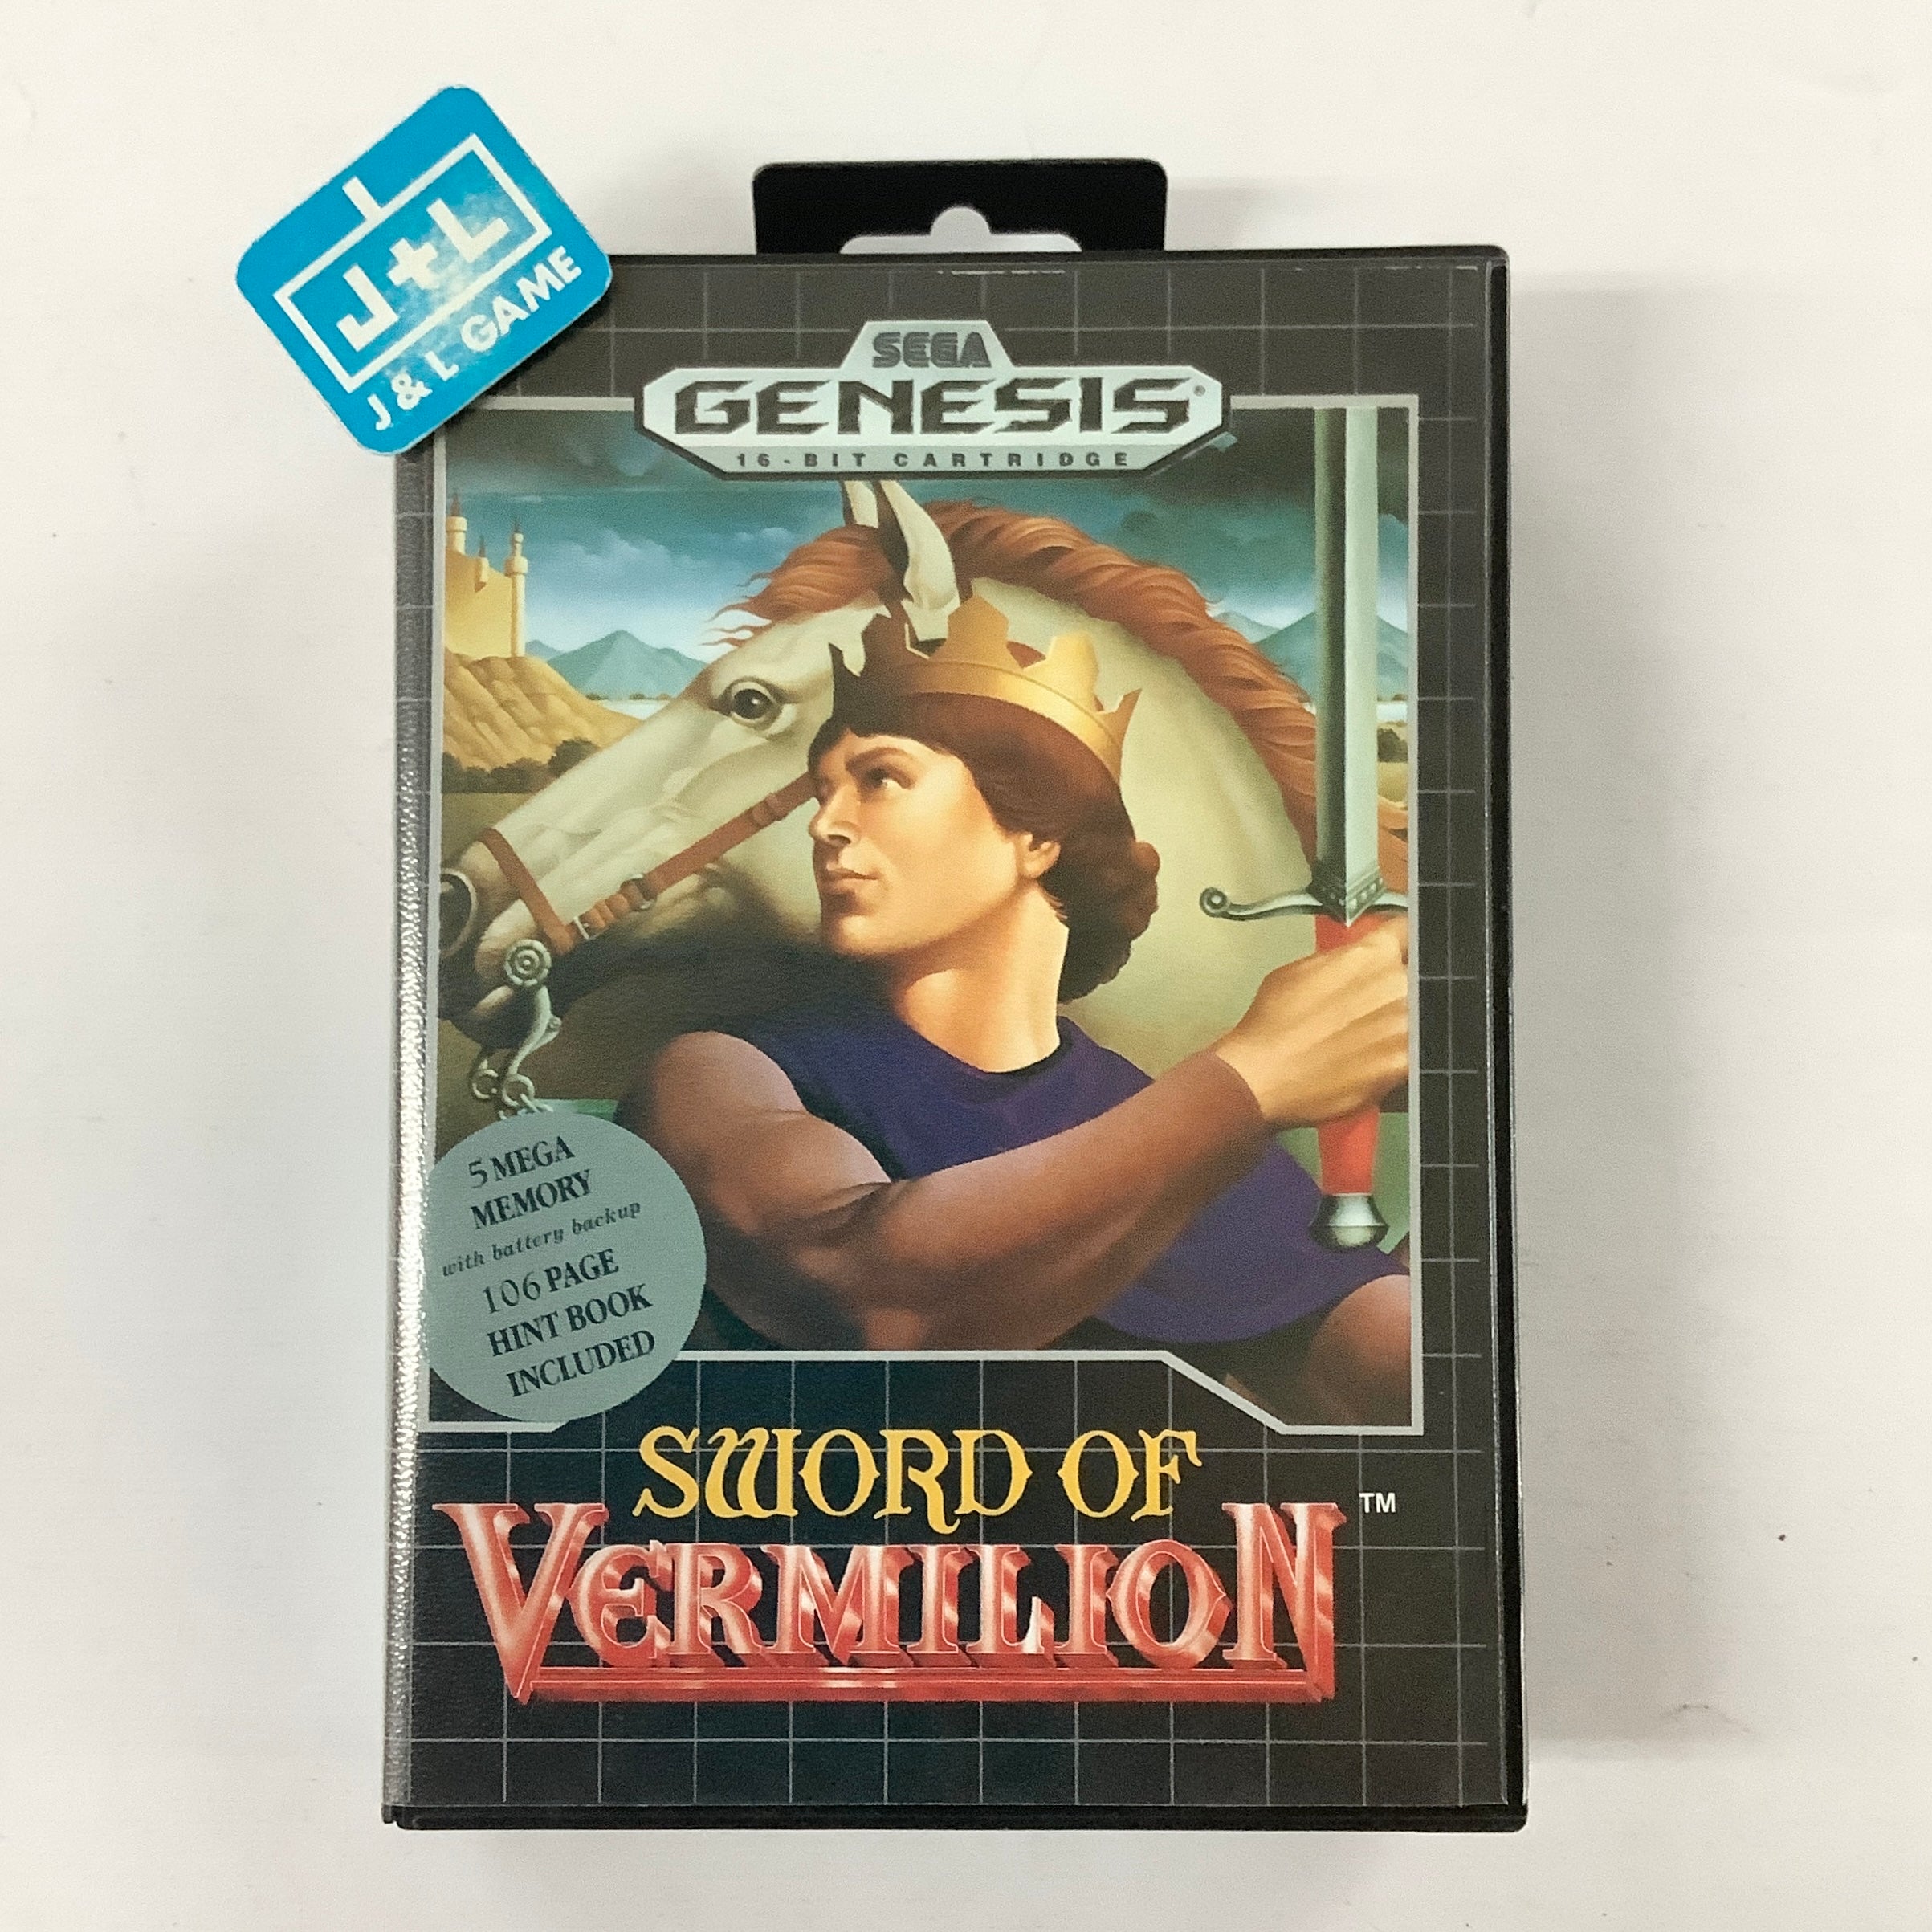 J+L
J & L GAME
SEGA
GENESIS®
16-BIT CARTRIDGE
5 MEGA
MEMORY
with battery backup
106 PAGE
HINT BOOK
INCLUDED
SWORD OF
VERMILION TM